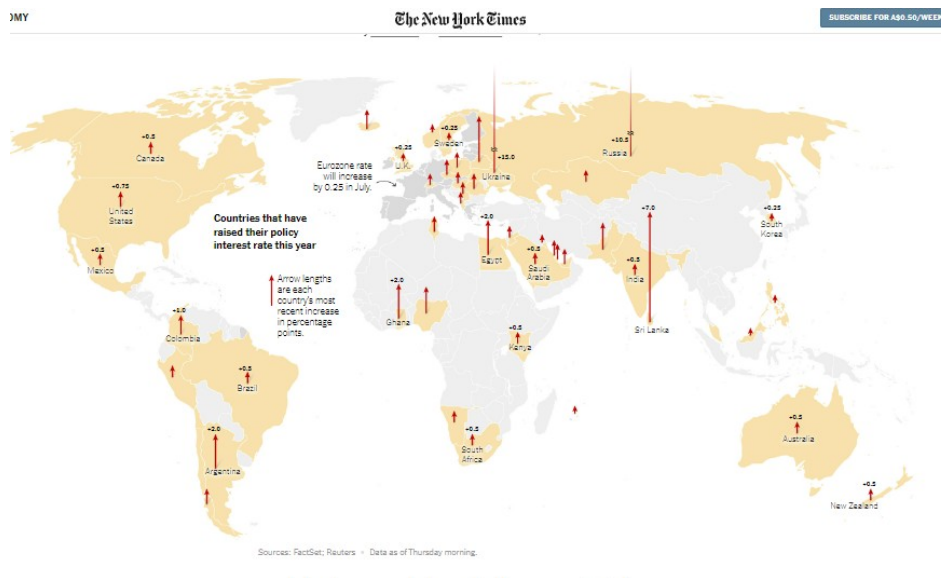 OMY
The New York Times
SUBSCRIBE FOR A$0.50/WEEK
+0.5
Canada
+0.75
United
States
+0.5
Mexico
Countries that have
raised their policy
interest rate this year
Arrow lengths
are each
country's most
recent increase
in percentage
points.
Eurozone rate
will increase
by 0.25 in July.
+0.25
U.K.
+0.25
Sweden
+15.0
Ukraine
+10.5
Russia
+1.0
Colombia
+0.5
Brazil
+2.0
Argentina
+2.0
Ghana
+2.0
Egypt
+0.5
Saudi
Arabia
+0.5
Kenya
+0.5
South
Africa
+0.5
India
+7.0
Sri Lanka
+0.25
South
Korea
+0.5
Australia
+0.5
New Zealand
Sources: FactSet; Reuters • Data as of Thursday morning.